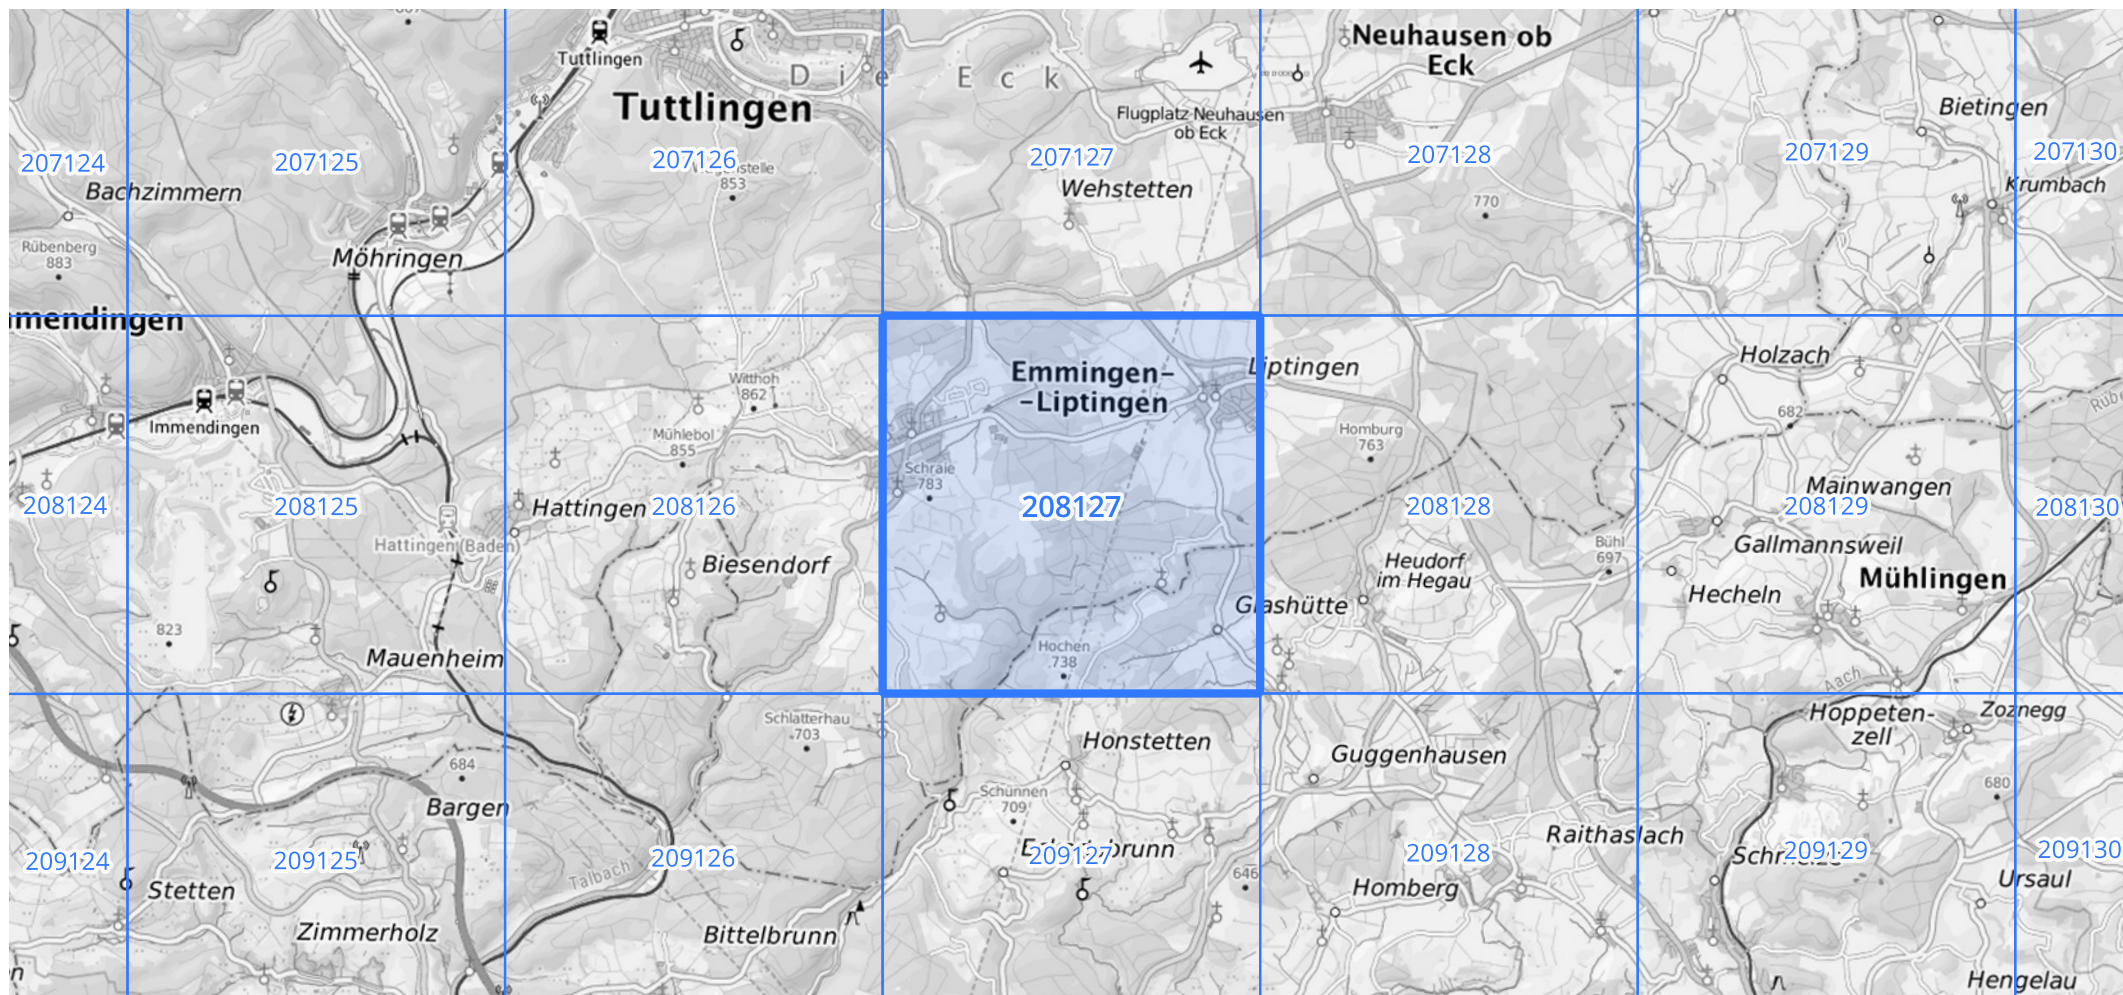 Tuttlingen
Neuhausen ob
Eck
Die Eck
Tuttlingen
Flugplatz Neuhausen
ob Eck
Bietingen
207124
207125
207126
207127
207128
207129
207130
853
Bachzimmern
Wehstetten
Krumbach
770
Rübenberg
883
Möhringen
mmendingen
Holzach
Emmingen-
-Liptingen
Liptingen
Witthoh
862
682
Immendingen
Mühlebol
855
Homburg
763
Schraie
783
Mainwangen
208124
208125
Hattingen
208126
208127
208128
208129
208130
Hattingen (Baden)
Biesendorf
Heudorf
im Hegau
Bühl
697
Gallmannsweil
Mühlingen
Hecheln
Glashütte
823
Mauenheim
Hochen
738
Aach
Schlatterhau
703
Hoppeten-
zell
Zoznegg
Honstetten
Guggenhausen
684
Schünnen
709
680
Bargen
Raithaslach
209124
209125
209126
209127
209128
209129
209130
Talbach
646
Stetten
Homberg
Ursaul
Zimmerholz
Bittelbrunn
Hengelau